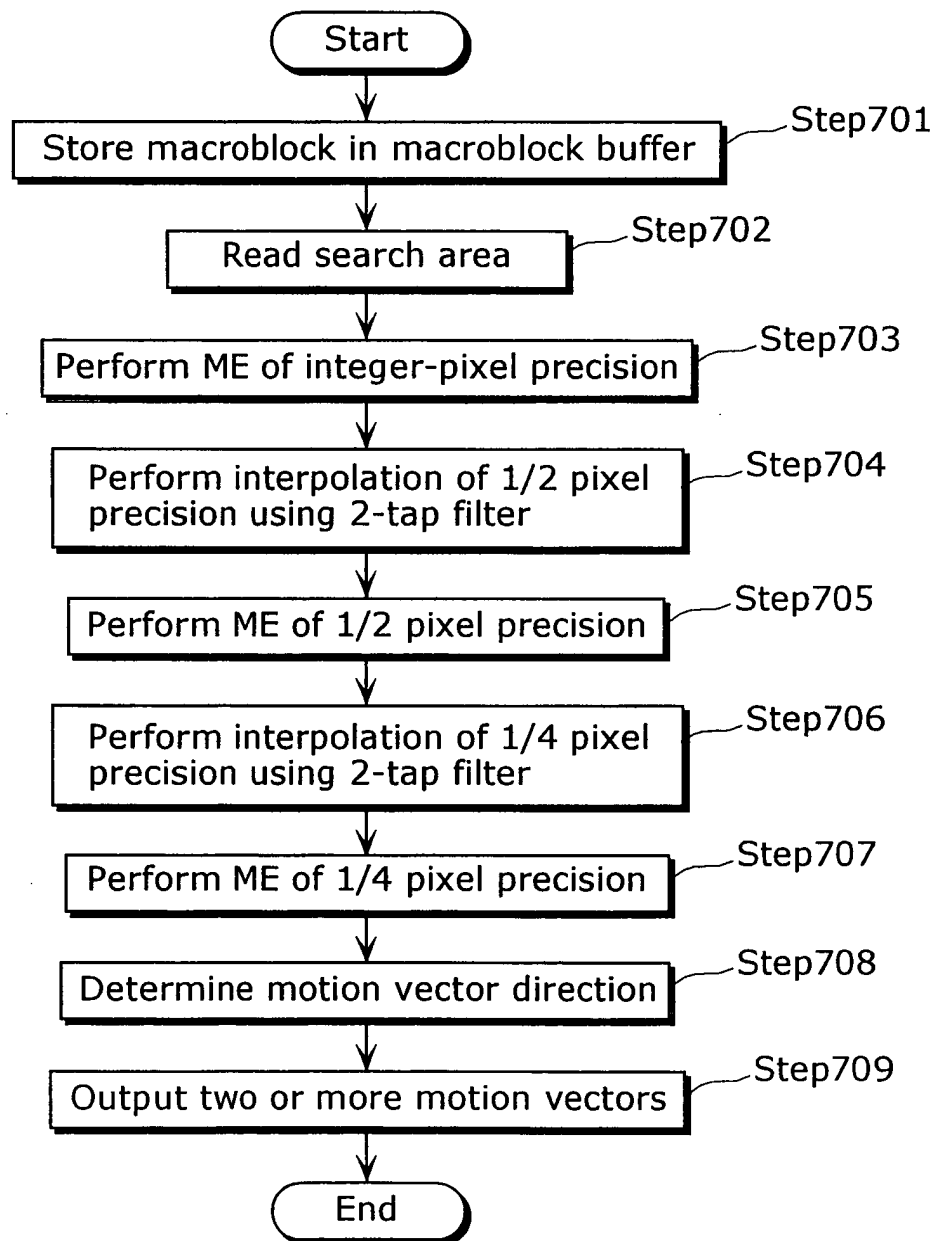 Start
Store macroblock in macroblock buffer
Step701
Read search area
Step702
Perform ME of integer-pixel precision
Step703
Perform interpolation of 1/2 pixel
precision using 2-tap filter
Step704
Perform ME of 1/2 pixel precision
Step705
Perform interpolation of 1/4 pixel
precision using 2-tap filter
Step706
Perform ME of 1/4 pixel precision
Step707
Determine motion vector direction
Step708
Output two or more motion vectors
Step709
End